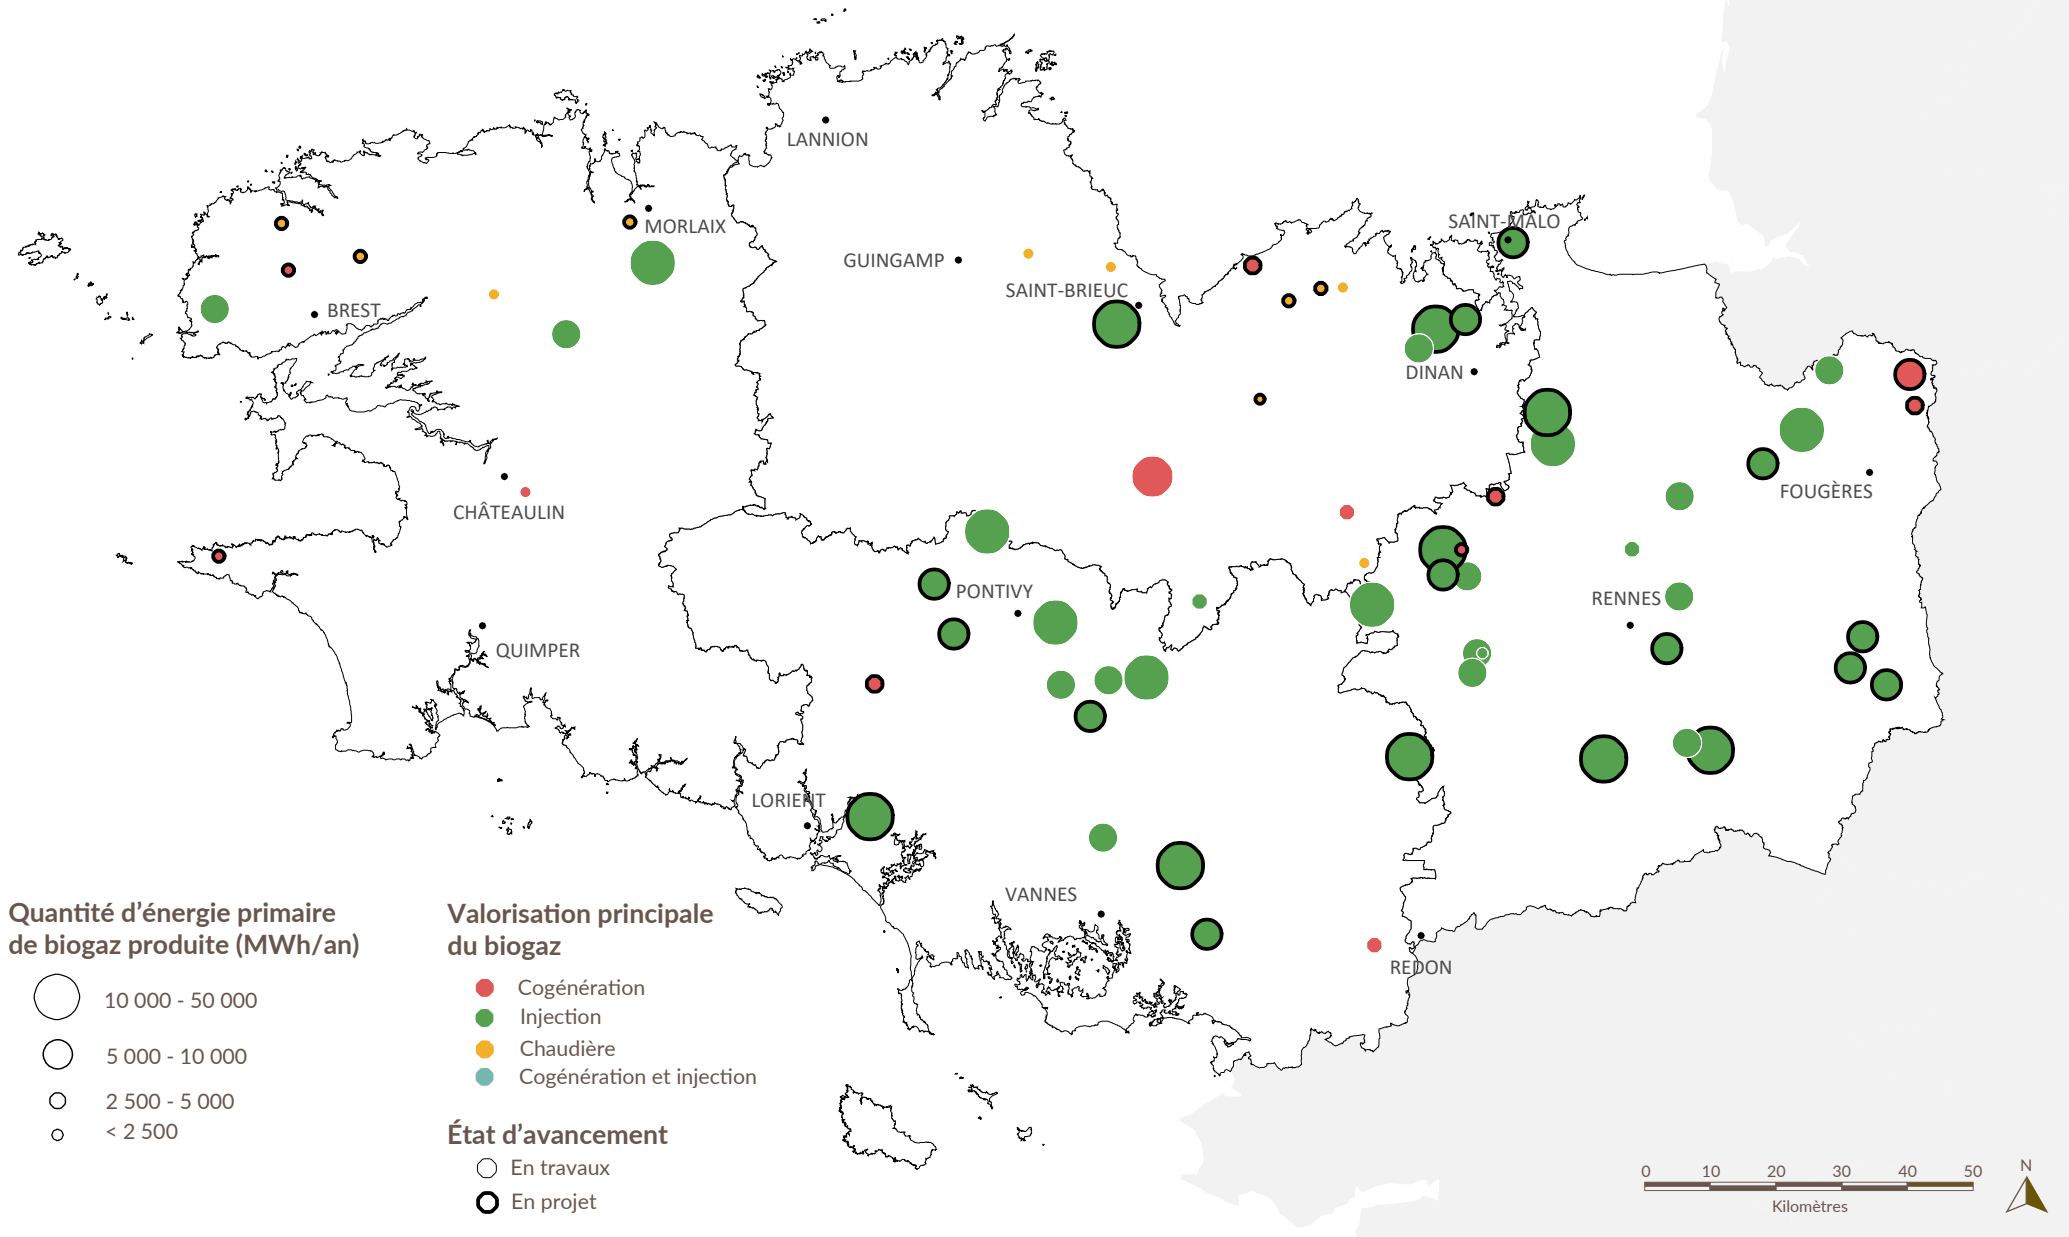 LANNION
SAINT-MALO
MORLAIX
GUINGAMP
SAINT-BRIEUC
BREST
DINAN
FOUGÈRES
CHÂTEAULIN
PONTIVY
RENNES
QUIMPER
LORIENT
VANNES
REDON
Quantité d’énergie primaire
de biogaz produite (MWh/an)
10 000 - 50 000
5 000 - 10 000
2 500 - 5 000
< 2 500
Valorisation principale
du biogaz
Cogénération
Injection
Chaudière
Cogénération et injection
État d’avancement
En travaux
En projet
0 10 20 30 40 50
Kilomètres
N